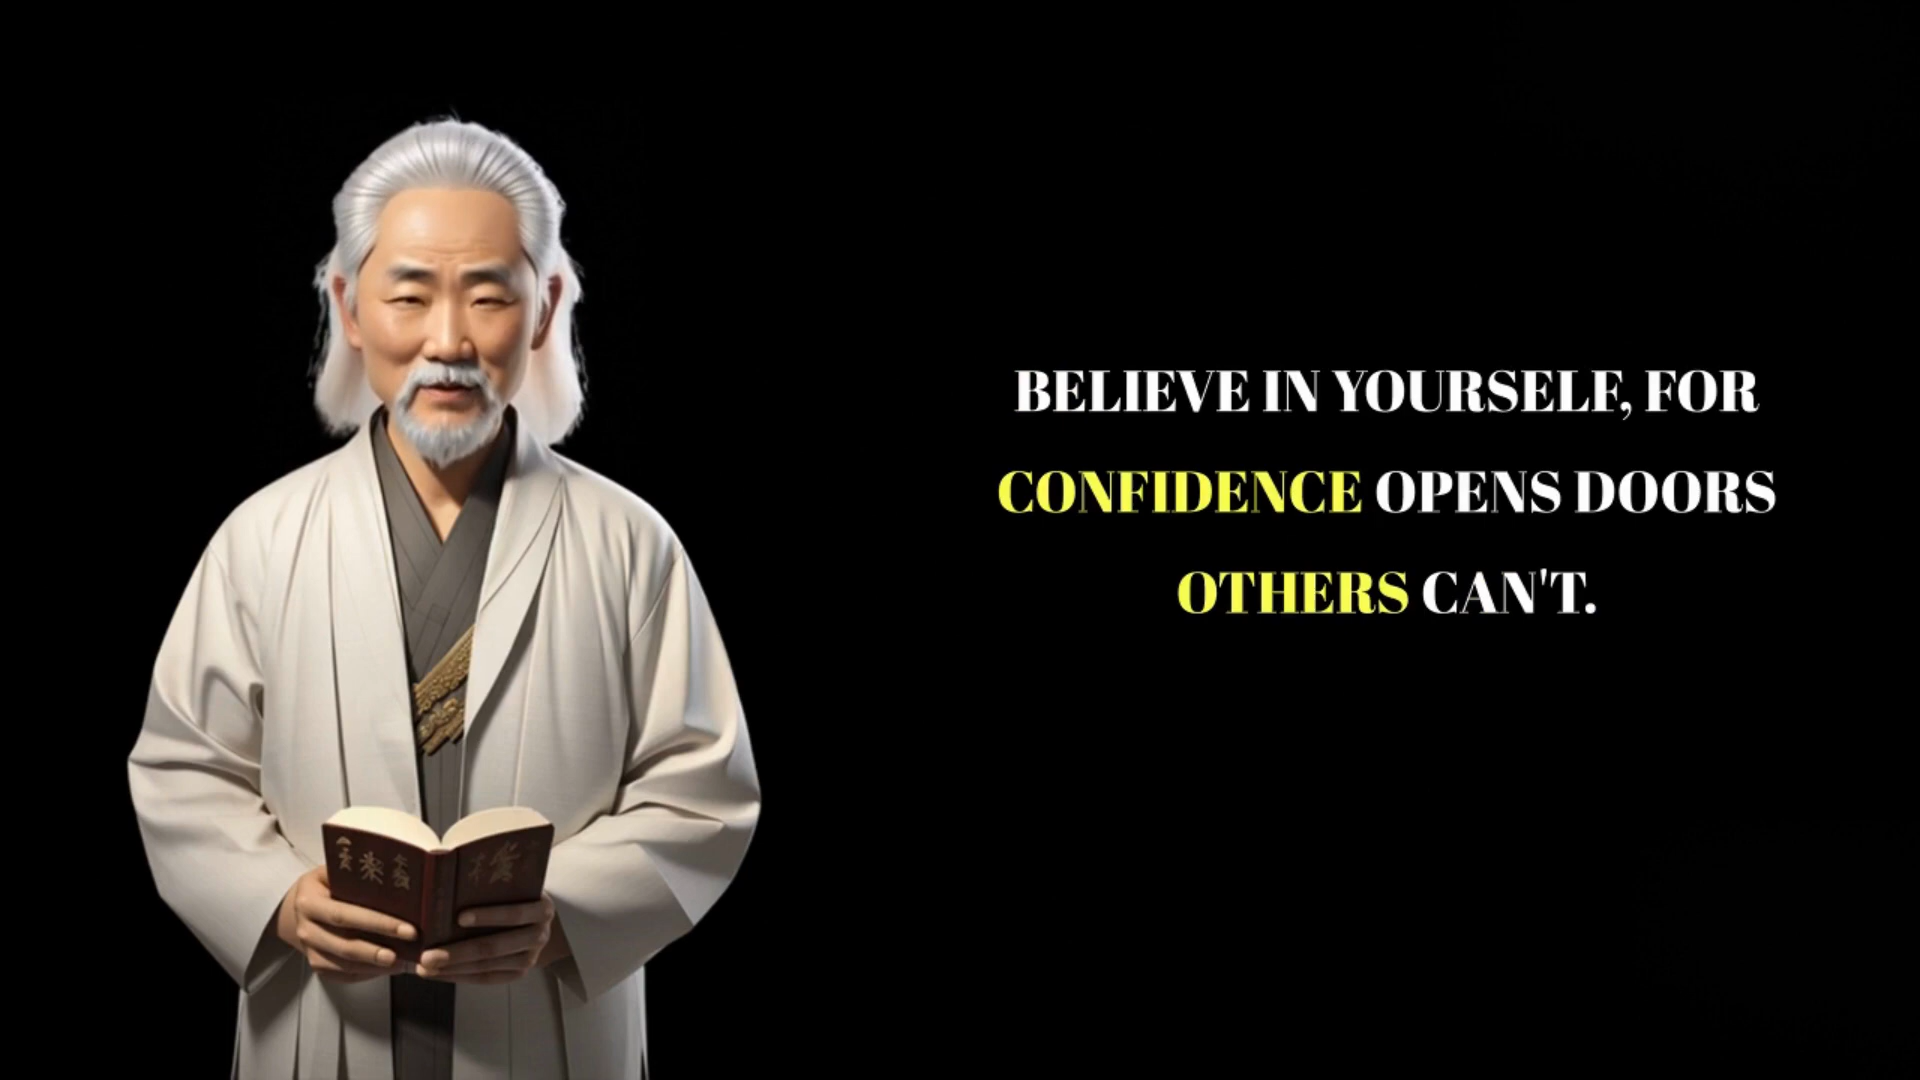 BELIEVE IN YOURSELF, FOR
CONFIDENCE OPENS DOORS
OTHERS CAN'T.